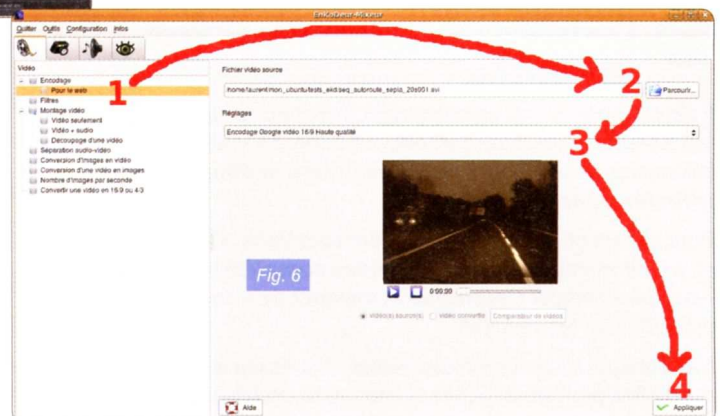 EnKoDeur-Mixeur
Quitter Outils Configuration Infos
Vidéo
Encodage
Pour le web
Filtres
Montage vidéo
Vidéo seulement
Vidéo + audio
Découpage d'une vidéo
Séparation audio-vidéo
Conversion d'images en vidéo
Conversion d'une vidéo en images
Nombre d'images par seconde
Convertir une vidéo en 16/9 ou 4/3
1
Fichier vidéo source
2
Parcourir...
Réglages
3
Encodage Google vidéo 16/9 Haute qualité
Fig. 6
0:00:00
vidéo(s) source(s) vidéo convertie Comparateur de vidéos
4
Aide
Appliquer